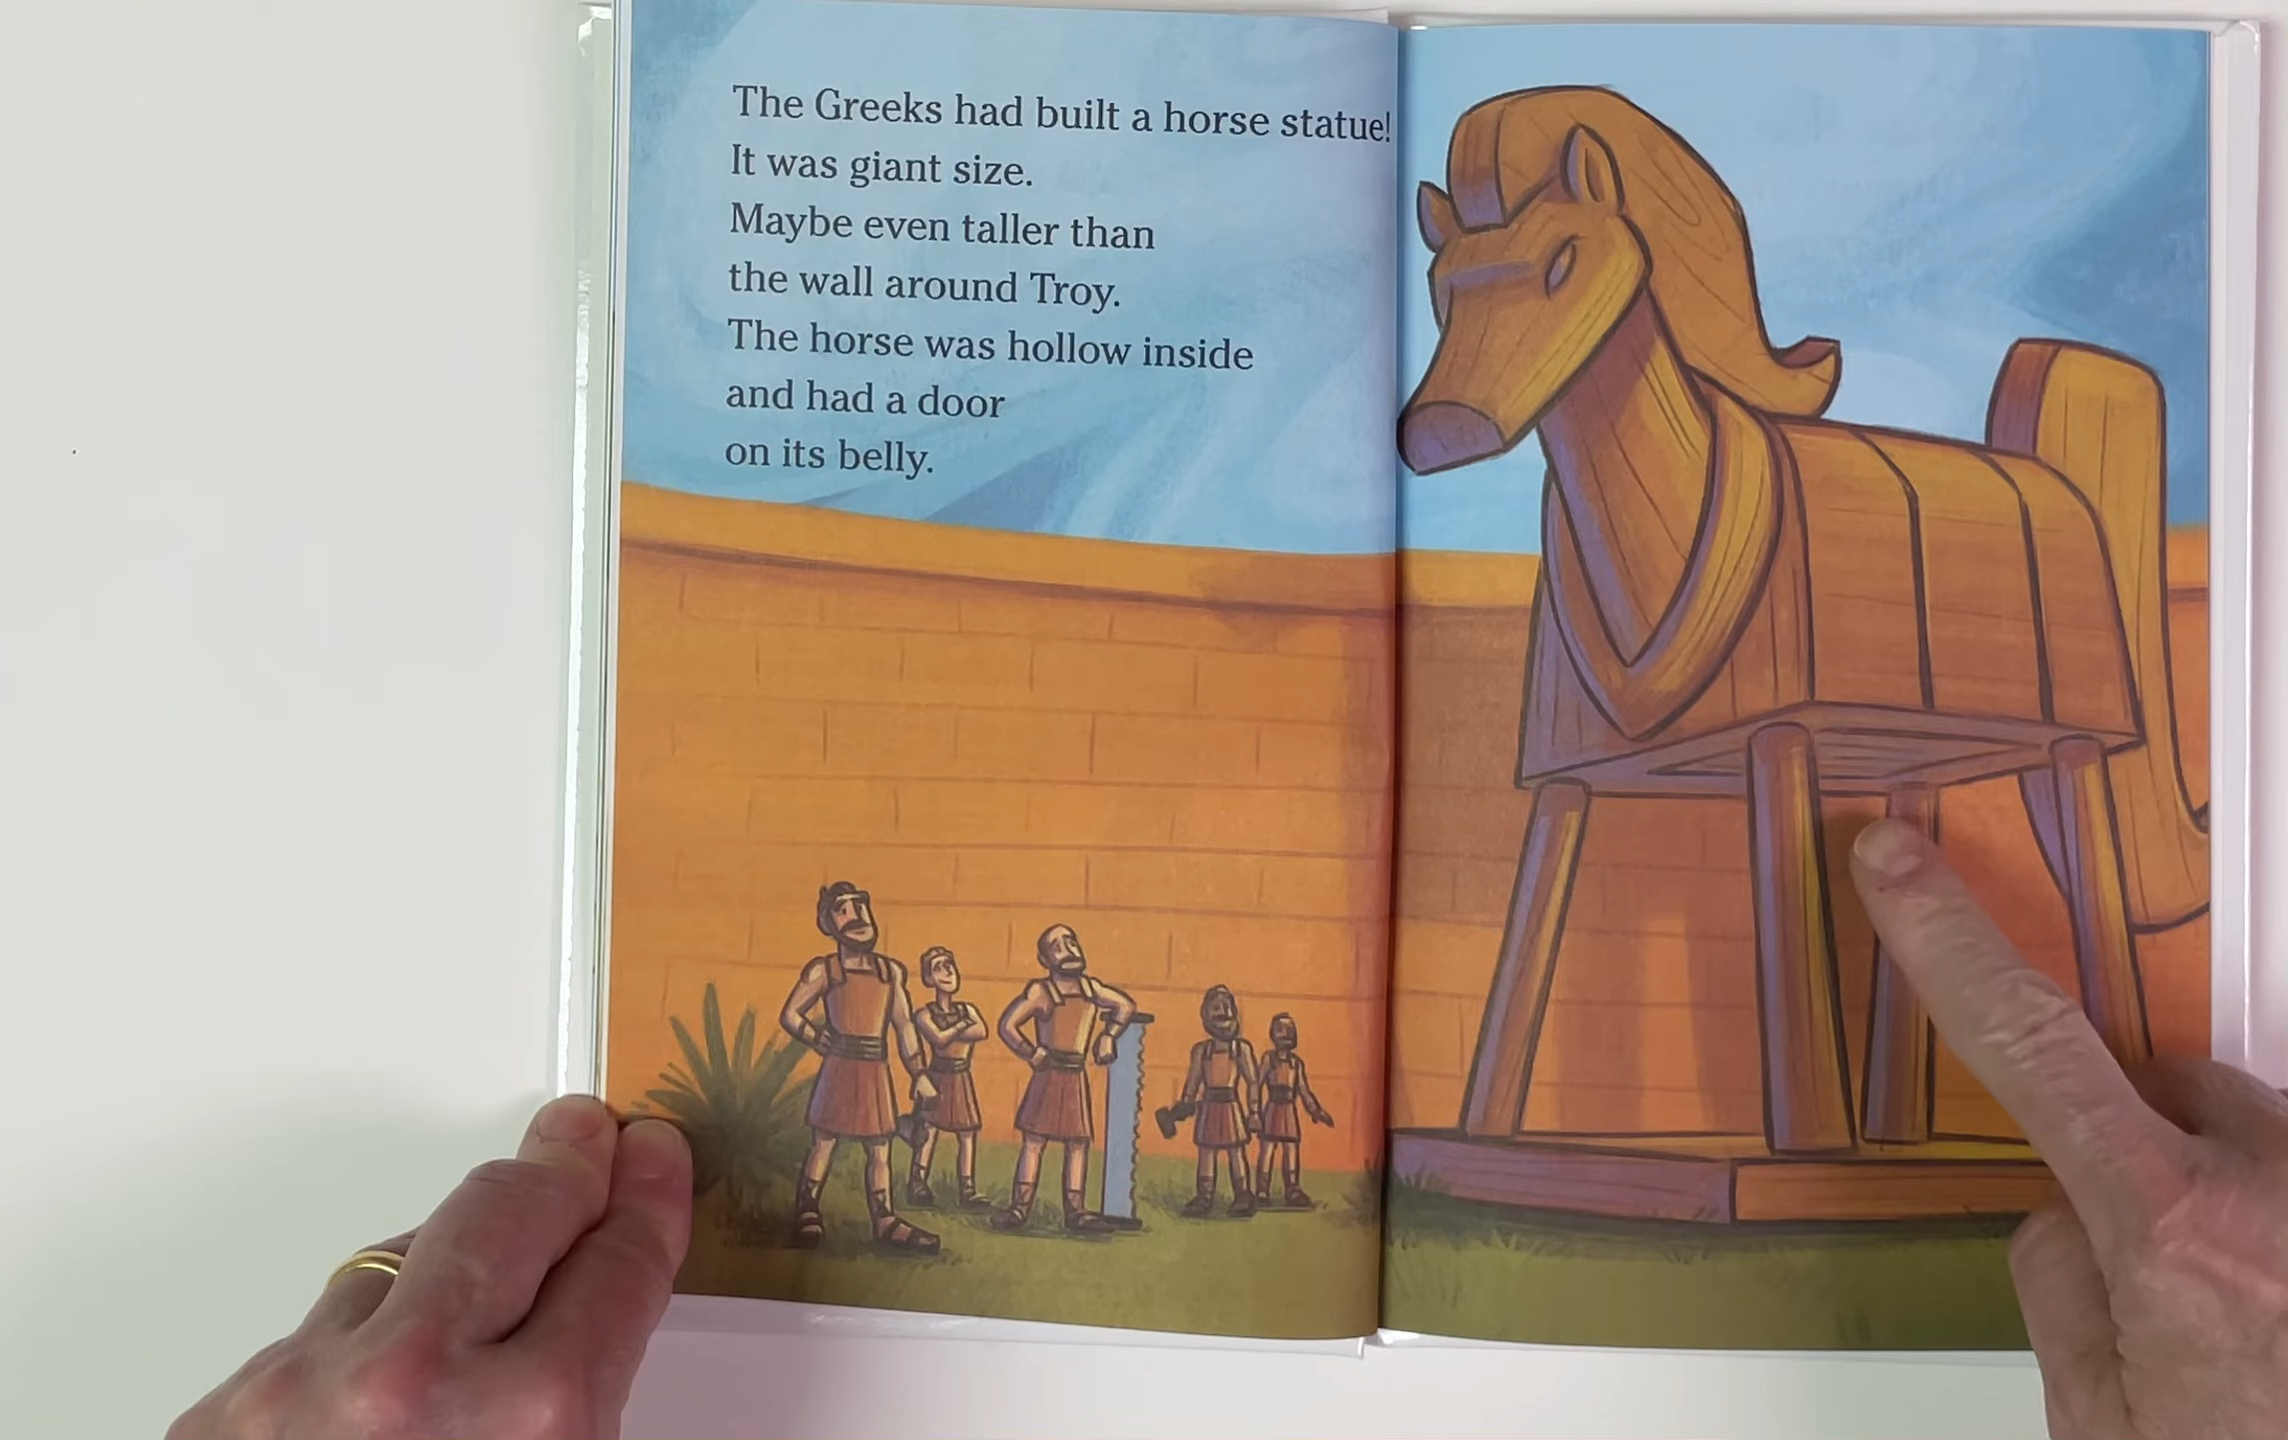 The Greeks had built a horse statue!
It was giant size.
Maybe even taller than
the wall around Troy.
The horse was hollow inside
and had a door
on its belly.